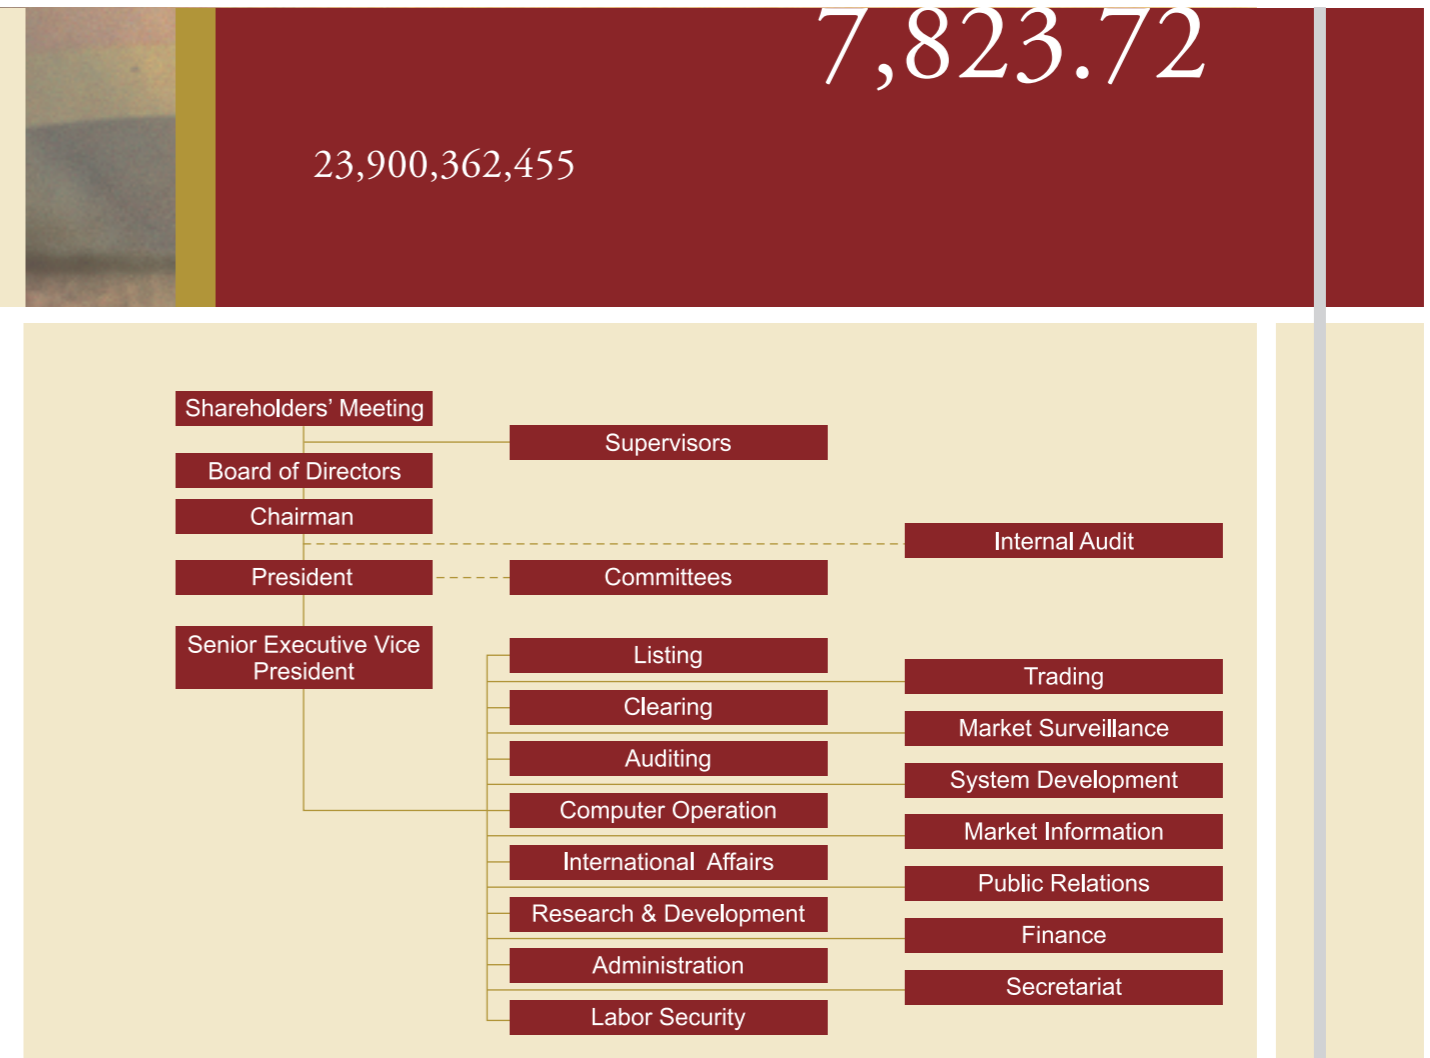 7,823.72
23,900,362,455
Shareholders’ Meeting
Supervisors
Board of Directors
Chairman
Internal Audit
President
Committees
Senior Executive Vice
President
Listing
Trading
Clearing
Market Surveillance
Auditing
System Development
Computer Operation
Market Information
International Affairs
Public Relations
Research & Development
Finance
Administration
Secretariat
Labor Security